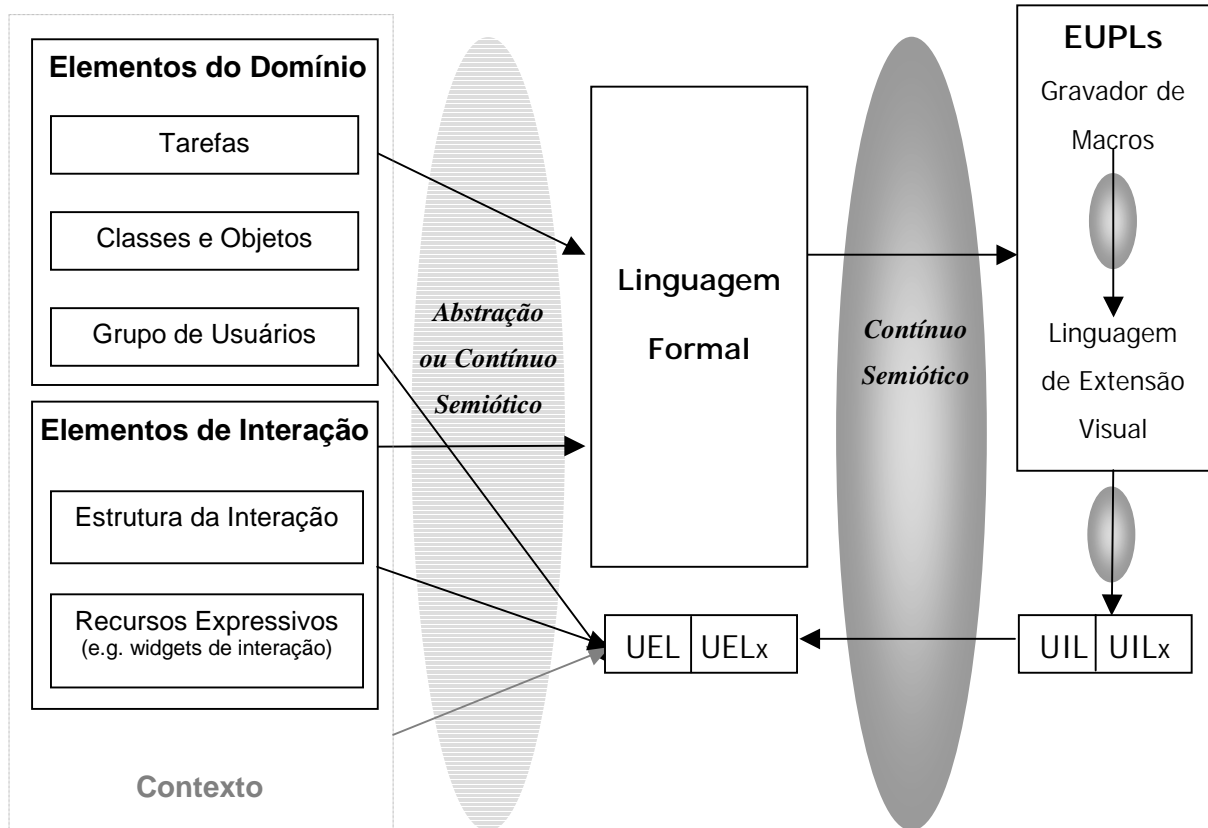 Elementos do Domínio
Tarefas
Classes e Objetos
Grupo de Usuários
Elementos de Interação
Estrutura da Interação
Recursos Expressivos
(e.g. widgets de interação)
Contexto
Abstração
ou Contínuo
Semiótico
Linguagem
Formal
UEL UELx
Contínuo
Semiótico
EUPLs
Gravador de
Macros
Linguagem
de Extensão
Visual
UIL UILx